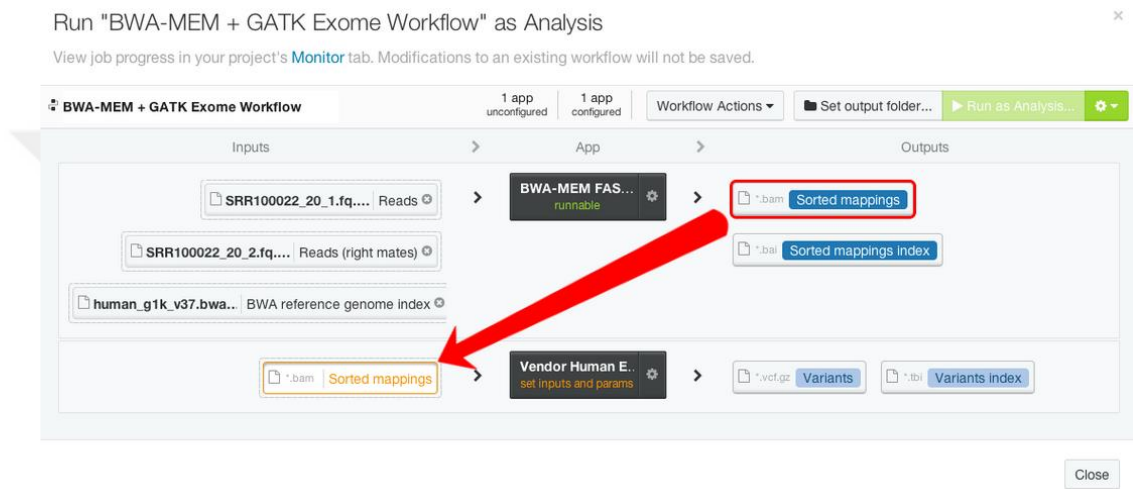 Run "BWA-MEM + GATK Exome Workflow" as Analysis
×
View job progress in your project's Monitor tab. Modifications to an existing workflow will not be saved.
BWA-MEM + GATK Exome Workflow
1 app unconfigured
1 app configured
Workflow Actions
Set output folder...
Run as Analysis...
Inputs > App > Outputs
SRR100022_20_1.fq.... Reads
BWA-MEM FAS...
runnable
*.bam Sorted mappings
SRR100022_20_2.fq.... Reads (right mates)
*.bai Sorted mappings index
human_g1k_v37.bwa... BWA reference genome index
*.bam Sorted mappings
Vendor Human E..
set inputs and params
*.vcf.gz Variants
*.tbi Variants index
Close